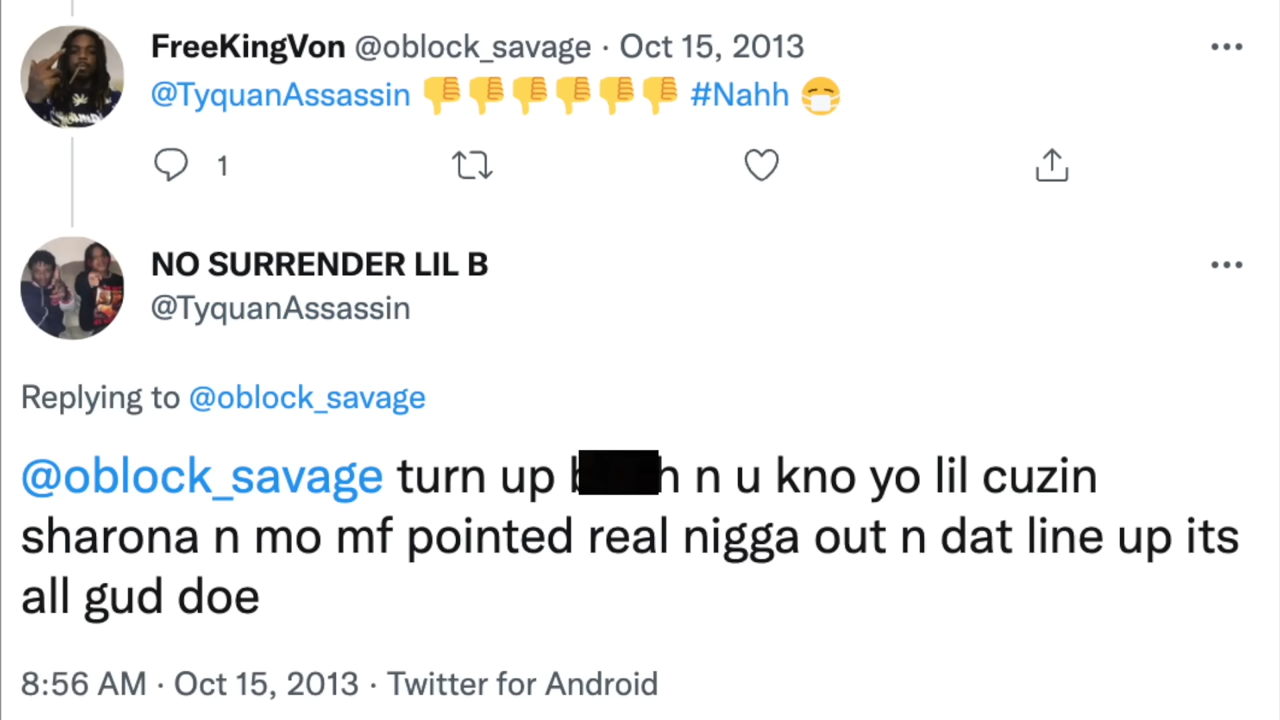 FreeKingVon @oblock_savage · Oct 15, 2013
@TyquanAssassin 👎👎👎👎👎👎 #Nahh 😷
1
NO SURRENDER LIL B
@TyquanAssassin
Replying to @oblock_savage
@oblock_savage turn up n u kno yo lil cuzin
sharona n mo mf pointed real nigga out n dat line up its
all gud doe
8:56 AM · Oct 15, 2013 · Twitter for Android